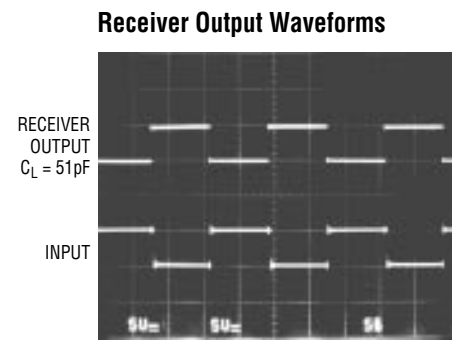 Receiver Output Waveforms
RECEIVER
OUTPUT
CL = 51pF
INPUT
5V= 5V=